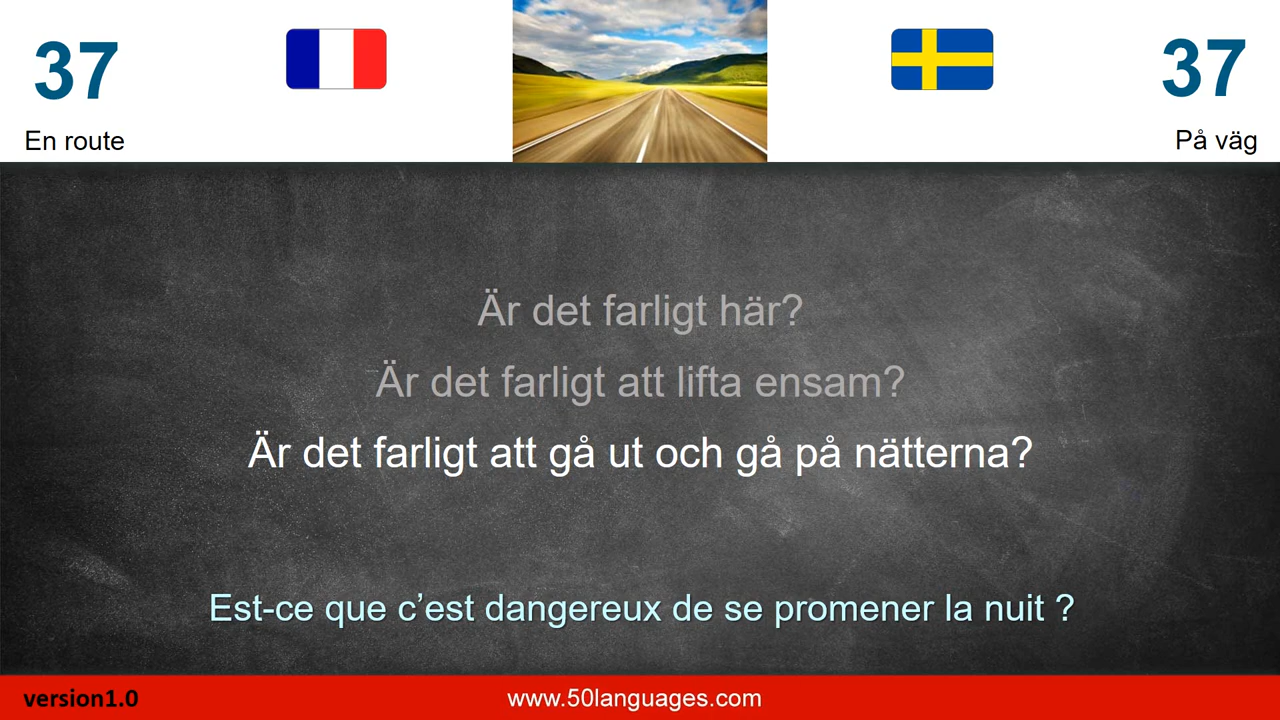 37
37
En route
På väg
Är det farligt här?
Är det farligt att lifta ensam?
Är det farligt att gå ut och gå på nätterna?
Est-ce que c’est dangereux de se promener la nuit ?
version1.0
www.50languages.com